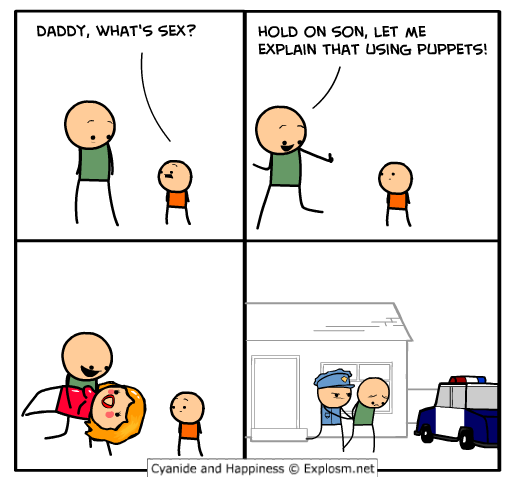 DADDY, WHAT'S SEX?
HOLD ON SON, LET ME
EXPLAIN THAT USING PUPPETS!
Cyanide and Happiness © Explosm.net